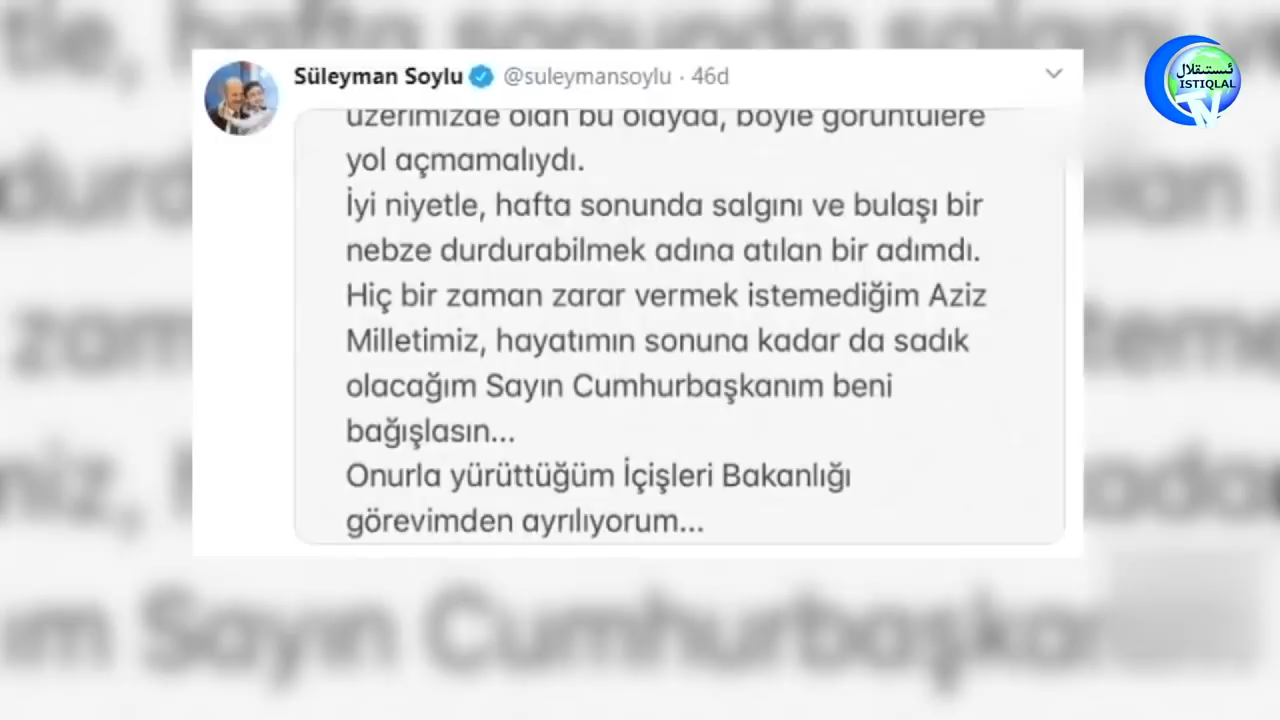 Süleyman Soylu @suleymansoylu · 46d
üzerimizde olan bu olayda, böyle görüntülere
yol açmamalıydı.
İyi niyetle, hafta sonunda salgını ve bulaşı bir
nebze durdurabilmek adına atılan bir adımdı.
Hiç bir zaman zarar vermek istemediğim Aziz
Milletimiz, hayatımın sonuna kadar da sadık
olacağım Sayın Cumhurbaşkanım beni
bağışlasın...
Onurla yürüttüğüm İçişleri Bakanlığı
görevimden ayrılıyorum...
ئىستىقلال
ISTIQLAL
TV